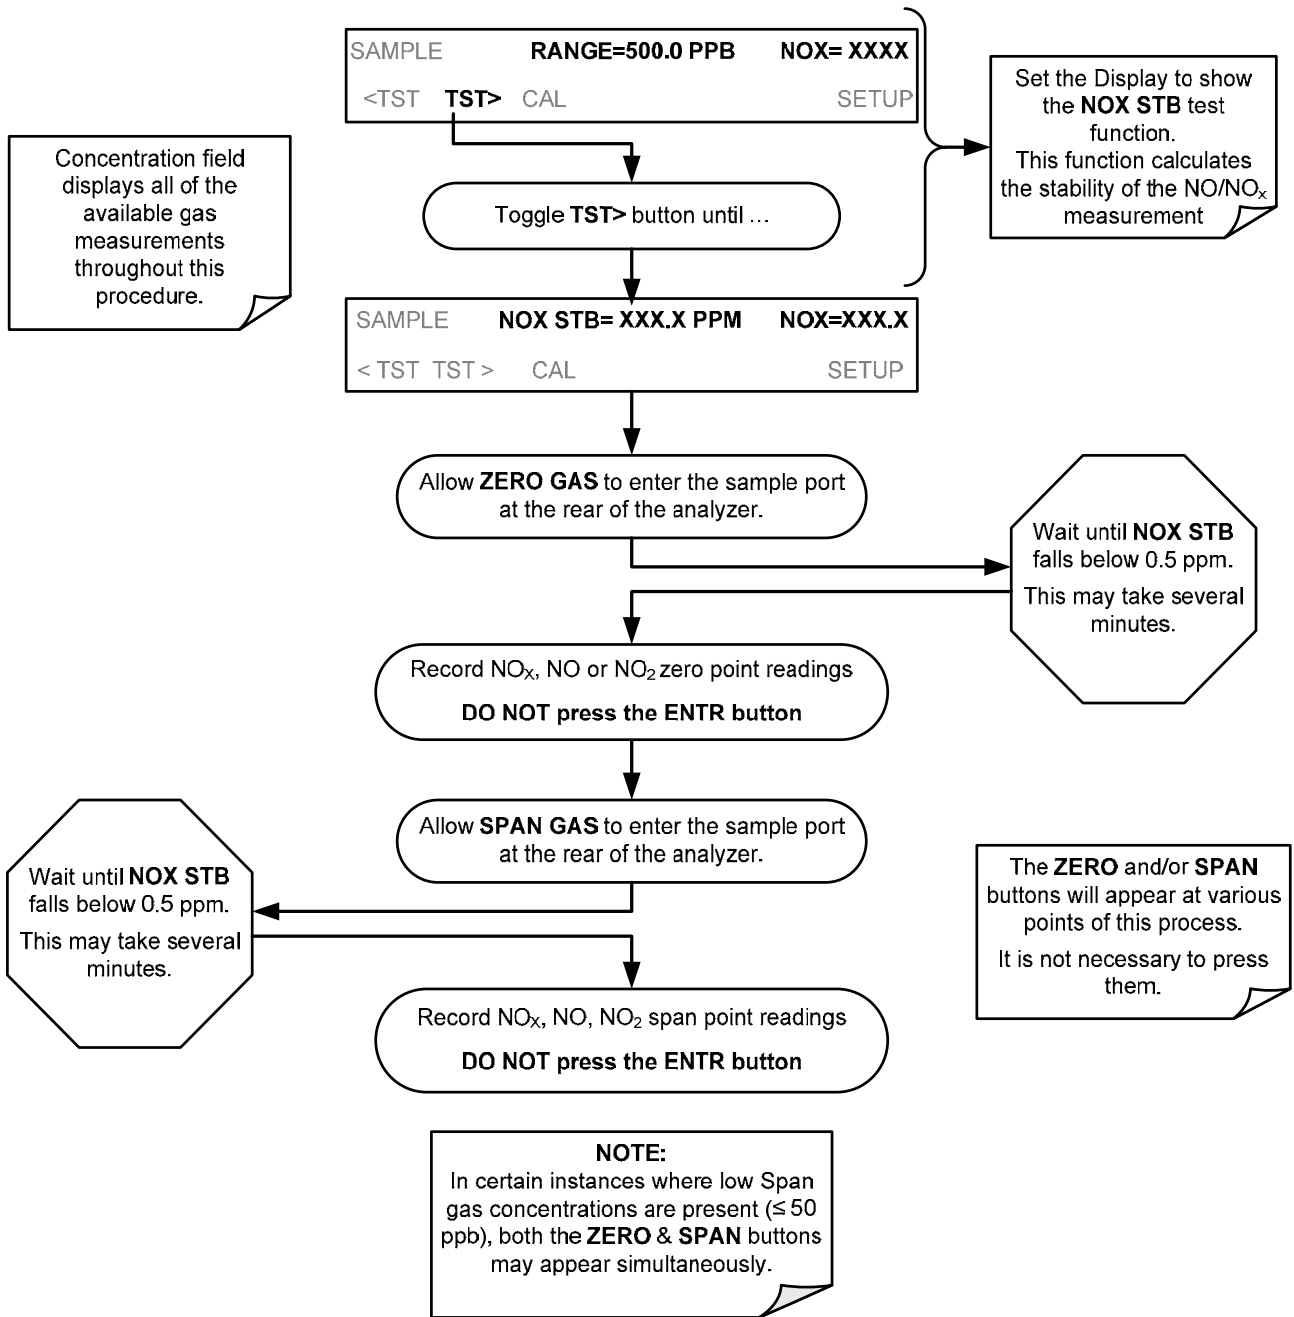 SAMPLE RANGE=500.0 PPB NOX= XXXX
<TST TST> CAL SETUP
Set the Display to show
the NOX STB test
function.
This function calculates
the stability of the NO/NOₓ
measurement
Concentration field
displays all of the
available gas
measurements
throughout this
procedure.
Toggle TST> button until ...
SAMPLE NOX STB= XXX.X PPM NOX=XXX.X
< TST TST > CAL SETUP
Allow ZERO GAS to enter the sample port
at the rear of the analyzer.
Wait until NOX STB
falls below 0.5 ppm.
This may take several
minutes.
Record NOₓ, NO or NO₂ zero point readings
DO NOT press the ENTR button
Allow SPAN GAS to enter the sample port
at the rear of the analyzer.
Wait until NOX STB
falls below 0.5 ppm.
This may take several
minutes.
The ZERO and/or SPAN
buttons will appear at various
points of this process.
It is not necessary to press
them.
Record NOₓ, NO, NO₂ span point readings
DO NOT press the ENTR button
NOTE:
In certain instances where low Span
gas concentrations are present (≤ 50
ppb), both the ZERO & SPAN buttons
may appear simultaneously.